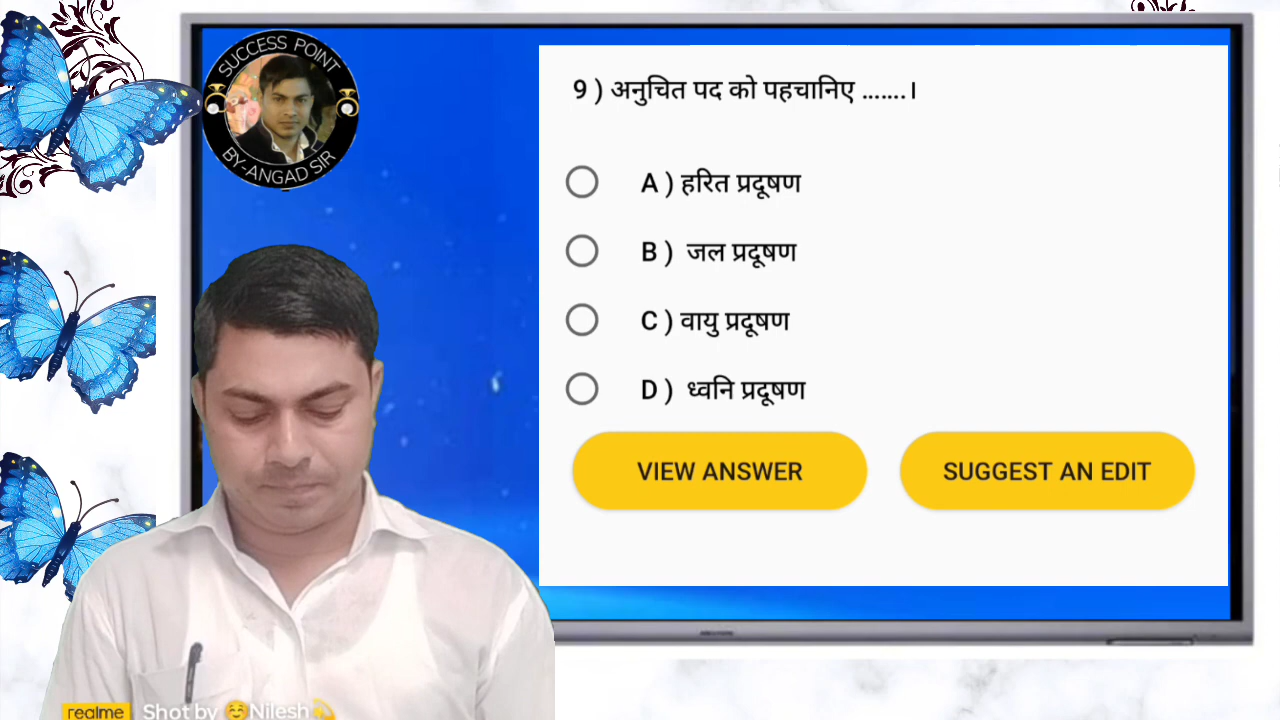 SUCCESS POINT
BY-ANGAD SIR
9 ) अनुचित पद को पहचानिए .......।
A ) हरित प्रदूषण
B ) जल प्रदूषण
C ) वायु प्रदूषण
D ) ध्वनि प्रदूषण
VIEW ANSWER
SUGGEST AN EDIT
realme Shot by ☺️Nilesh💫